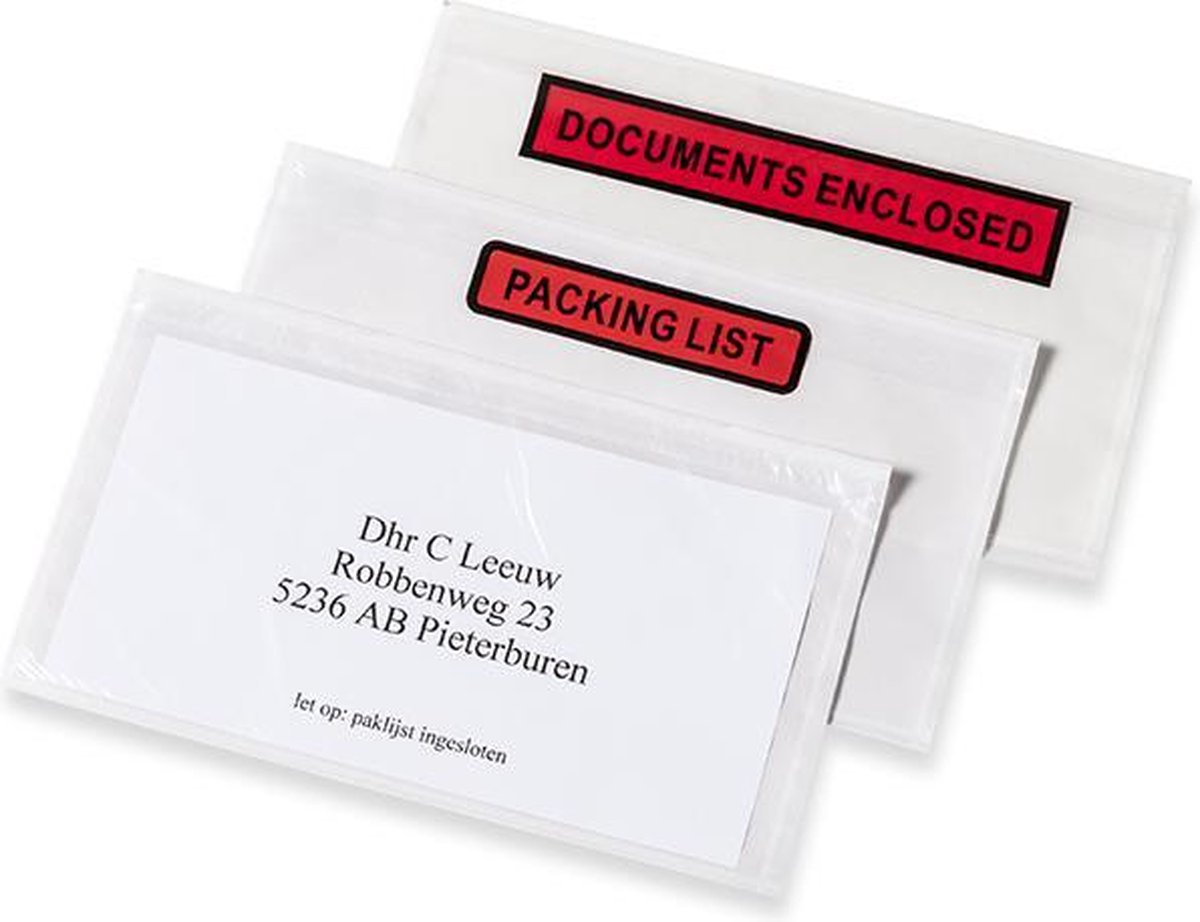 DOCUMENTS ENCLOSED
PACKING LIST
Dhr C Leeuw
Robbenweg 23
5236 AB Pieterburen
let op: paklijst ingesloten